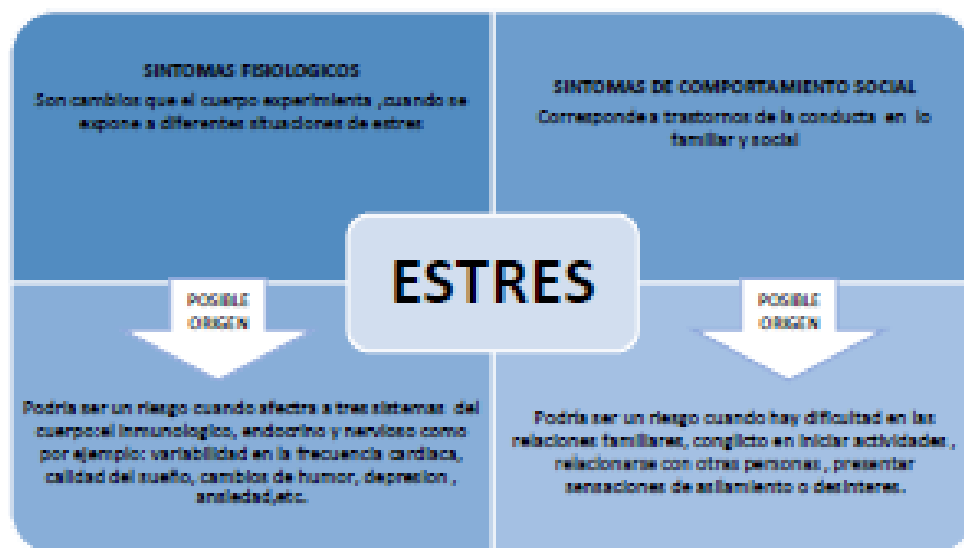 SINTOMAS FISIOLOGICOS
Son cambios que el cuerpo experimienta ,cuando se
expone a diferentes situaciones de estres
SINTOMAS DE COMPORTAMIENTO SOCIAL
Corresponde a trastornos de la conducta en lo
familiar y social
ESTRES
POSIBLE
ORIGEN
POSIBLE
ORIGEN
Podria ser un riesgo cuando afectra a tres sistemas del
cuerpo:el inmunologico, endocrino y nervioso como
por ejemplo: variabilidad en la frecuencia cardiaca,
calidad del sueño, cambios de humor, depresion ,
ansiedad,etc.
Podria ser un riesgo cuando hay dificultad en las
relaciones familiares, conglicto en iniciar actividades ,
relacionarse con otras personas , presentar
sensaciones de asilamiento o desinteres.